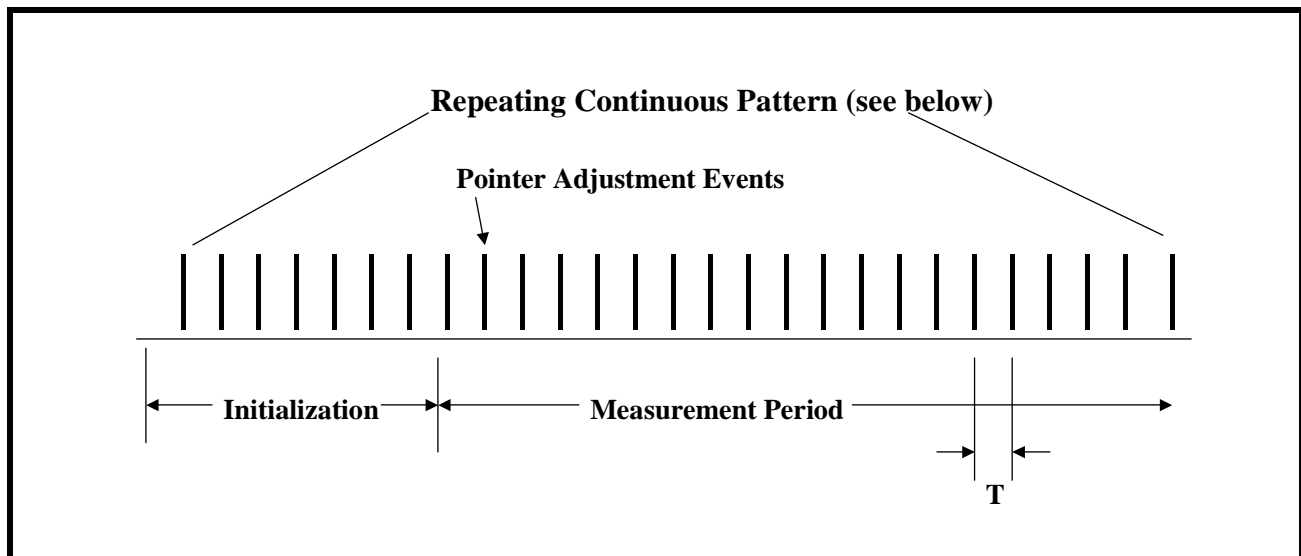 Repeating Continuous Pattern (see below)
Pointer Adjustment Events
Initialization
Measurement Period
T